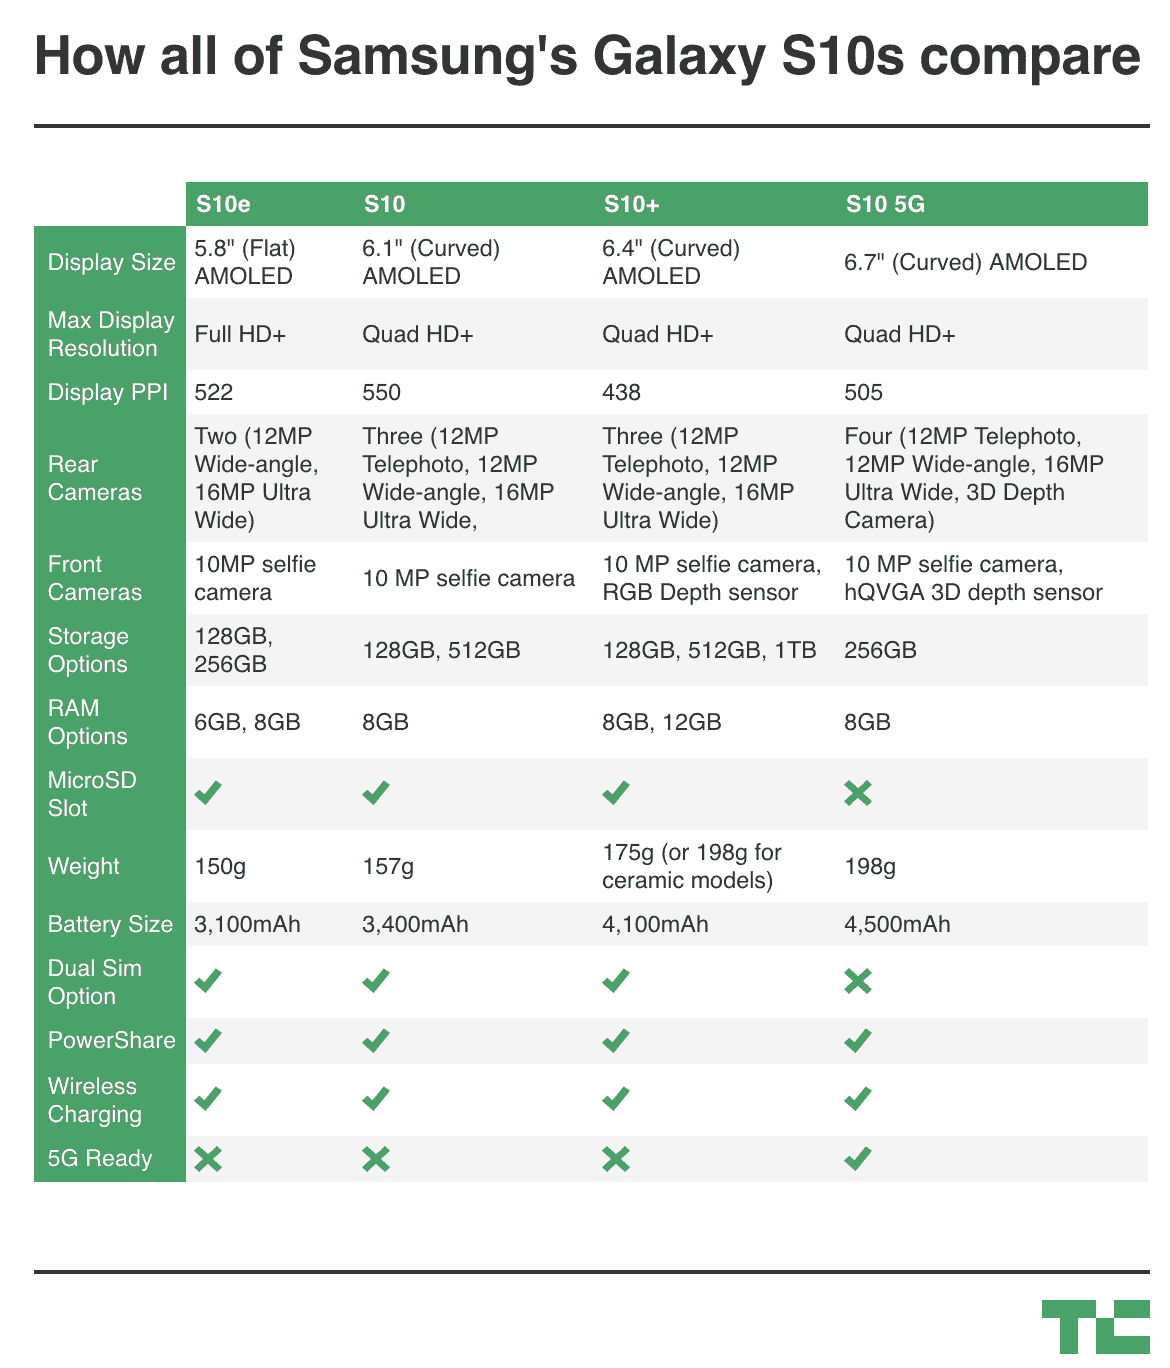 How all of Samsung's Galaxy S10s compare
S10e S10 S10+ S10 5G
Display Size
5.8" (Flat)
AMOLED
6.1" (Curved)
AMOLED
6.4" (Curved)
AMOLED
6.7" (Curved) AMOLED
Max Display
Resolution
Full HD+
Quad HD+
Quad HD+
Quad HD+
Display PPI
522
550
438
505
Rear
Cameras
Two (12MP
Wide-angle,
16MP Ultra
Wide)
Three (12MP
Telephoto, 12MP
Wide-angle, 16MP
Ultra Wide,
Three (12MP
Telephoto, 12MP
Wide-angle, 16MP
Ultra Wide)
Four (12MP Telephoto,
12MP Wide-angle, 16MP
Ultra Wide, 3D Depth
Camera)
Front
Cameras
10MP selfie
camera
10 MP selfie camera
10 MP selfie camera,
RGB Depth sensor
10 MP selfie camera,
hQVGA 3D depth sensor
Storage
Options
128GB,
256GB
128GB, 512GB
128GB, 512GB, 1TB
256GB
RAM
Options
6GB, 8GB
8GB
8GB, 12GB
8GB
MicroSD
Slot
Weight
150g
157g
175g (or 198g for
ceramic models)
198g
Battery Size
3,100mAh
3,400mAh
4,100mAh
4,500mAh
Dual Sim
Option
PowerShare
Wireless
Charging
5G Ready
TC